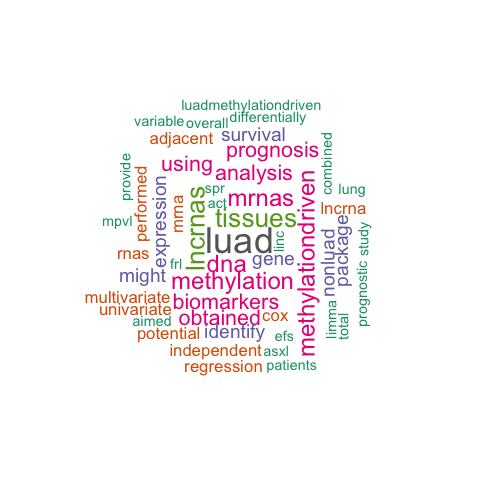 luadmethylationdriven
variable overall differentially
adjacent survival
using prognosis
analysis
combined
provide
performed
expression
mma
lncrnas
spr
act
mrnas
tissues
lung
lncrna
methylationdriven
nonluad
package
study
prognostic
mpvl
luad
linc
rnas
frl
dna
gene
might
methylation
multivariate
biomarkers
univariate
obtained
cox
aimed
potential
identify
efs
limma
total
independent
asxl
regression
patients